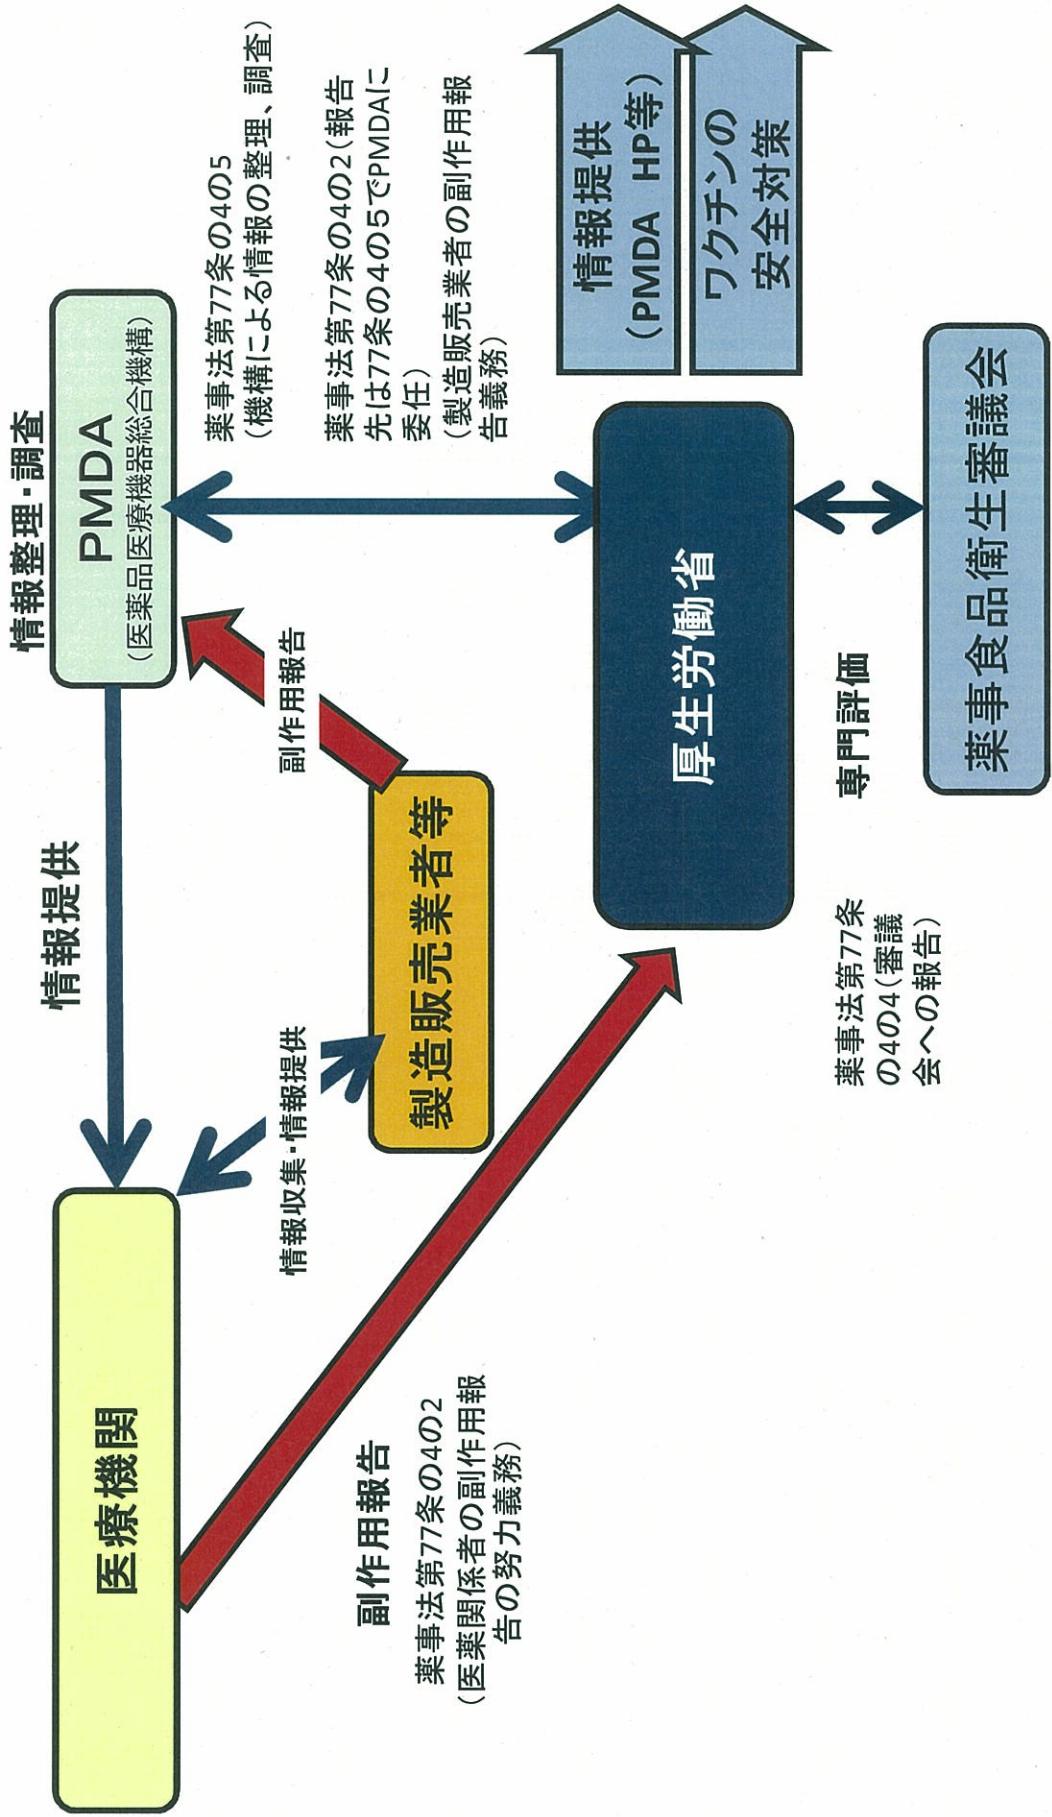 医療機関
情報提供
情報整理・調査
PMDA
(医薬品医療機器総合機構)
薬事法第77条の4の5
(機構による情報の整理、調査)
薬事法第77条の4の2(報告
先は77条の4の5でPMDAに
委任)
(製造販売業者の副作用報
告義務)
情報収集・情報提供
副作用報告
製造販売業者等
副作用報告
薬事法第77条の4の2
(医薬関係者の副作用報
告の努力義務)
厚生労働省
情報提供
(PMDA HP等)
ワクチンの
安全対策
専門評価
薬事法第77条
の4の4(審議
会への報告)
薬事食品衛生審議会